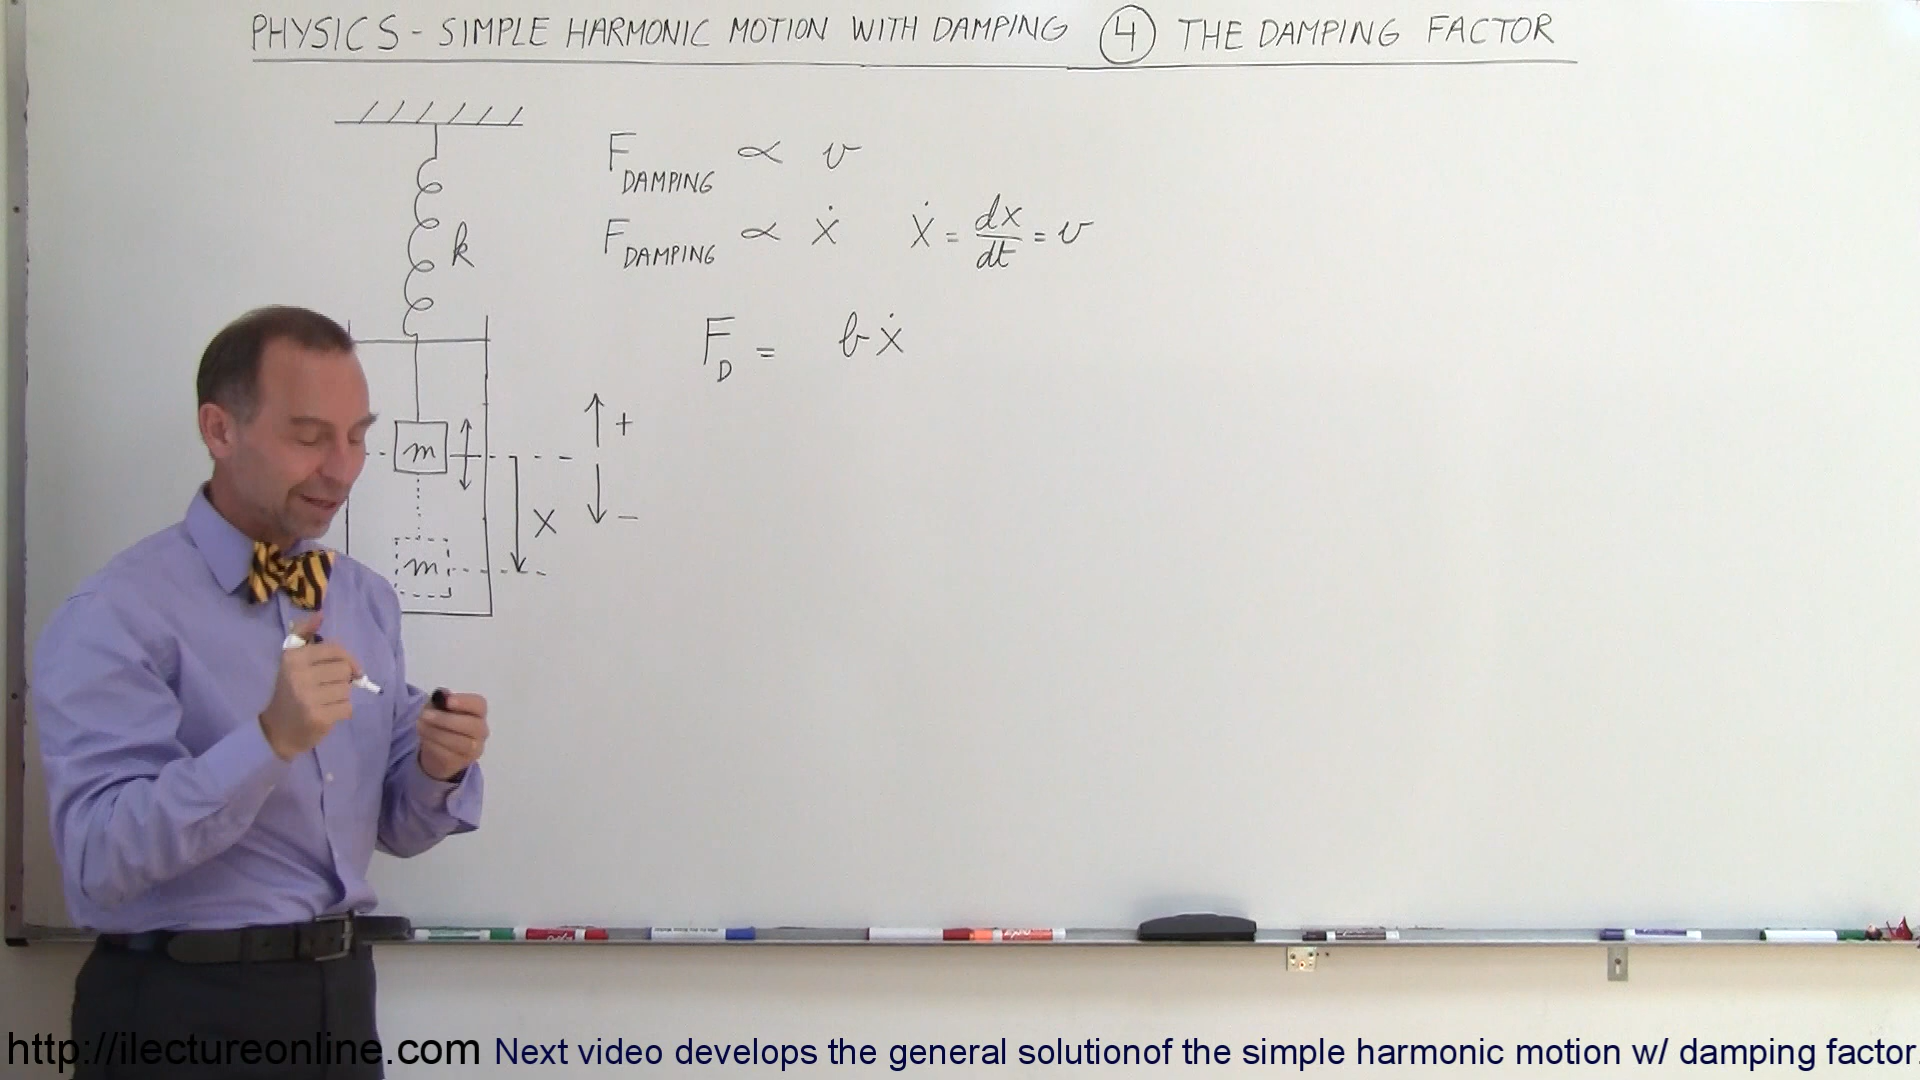 PHYSICS - SIMPLE HARMONIC MOTION WITH DAMPING ④ THE DAMPING FACTOR
F_DAMPING ∝ v
F_DAMPING ∝ ẋ ẋ = dx/dt = v
k
F_D = bẋ
+
m
x
−
m
http://ilectureonline.com Next video develops the general solutionof the simple harmonic motion w/ damping factor.